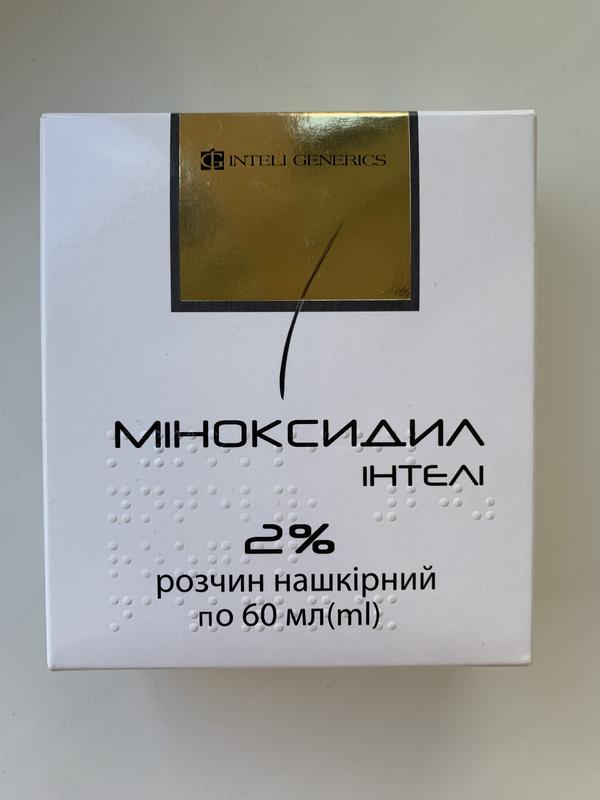 INTELI GENERICS
МІНОКСИДИЛ
ІНТЕЛІ
2%
розчин нашкірний
по 60 мл(ml)